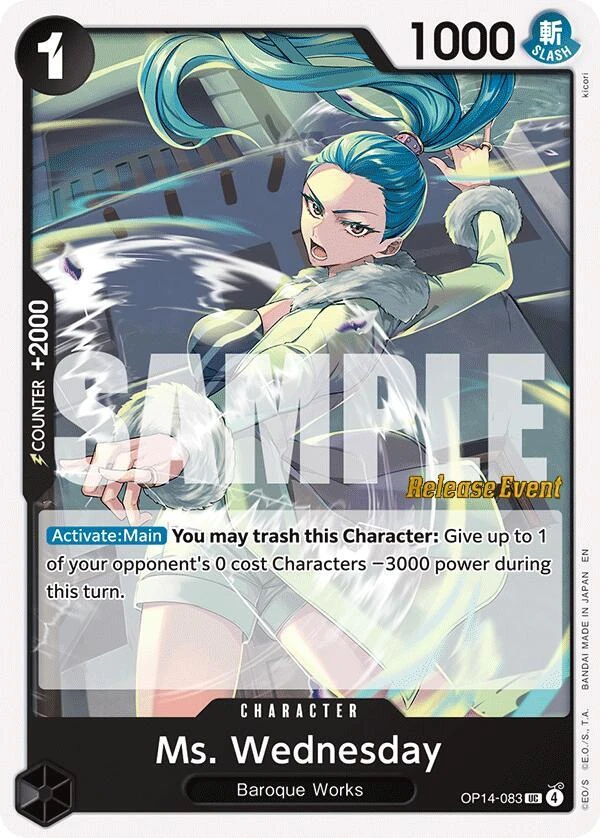 1
1000
斬
SLASH
kicori
COUNTER +2000
SAMPLE
Release Event
Activate:Main You may trash this Character: Give up to 1
of your opponent's 0 cost Characters −3000 power during
this turn.
BANDAI MADE IN JAPAN EN
©E.O./S., T.A.
©EO/S
CHARACTER
Ms. Wednesday
Baroque Works
OP14-083 UC 4